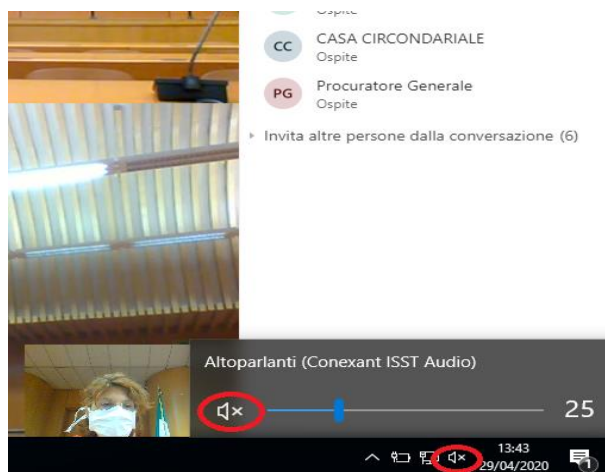 Ospite
CC
CASA CIRCONDARIALE
Ospite
PG
Procuratore Generale
Ospite
Invita altre persone dalla conversazione (6)
Altoparlanti (Conexant ISST Audio)
25
13:43
29/04/2020
1